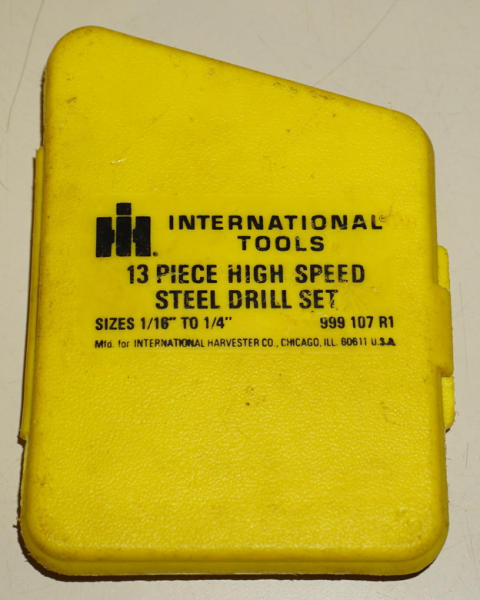 IH® INTERNATIONAL®
TOOLS
13 PIECE HIGH SPEED
STEEL DRILL SET
SIZES 1/16" TO 1/4" 999 107 R1
Mfd. for INTERNATIONAL HARVESTER CO., CHICAGO, ILL. 60611 U.S.A.